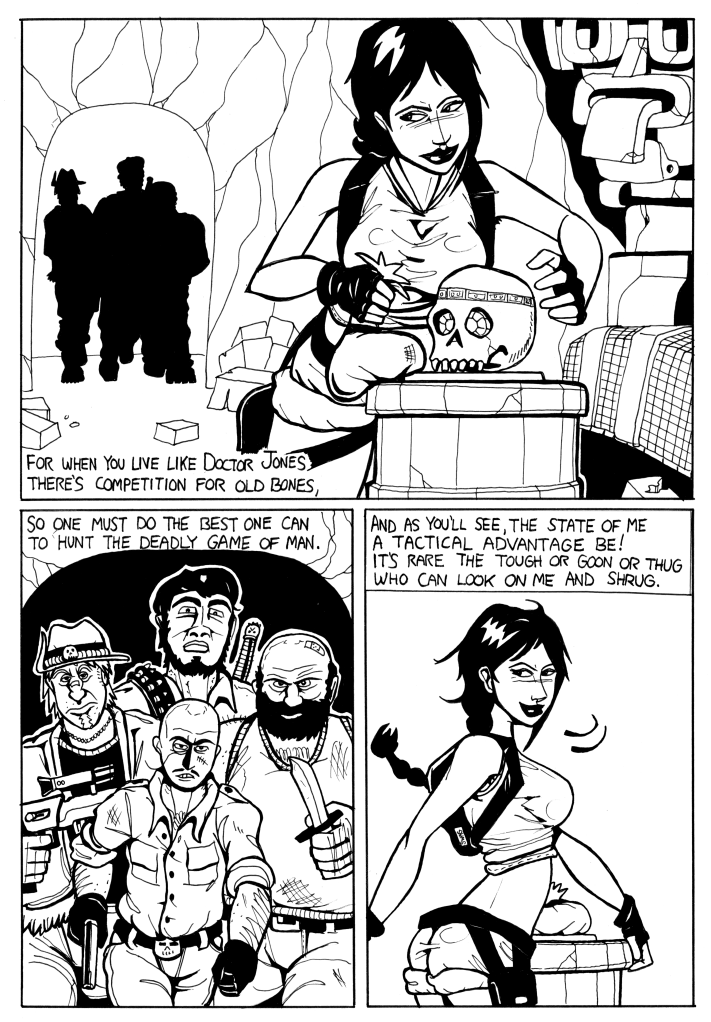 FOR WHEN YOU LIVE LIKE DOCTOR JONES
THERE'S COMPETITION FOR OLD BONES,
SO ONE MUST DO THE BEST ONE CAN
TO HUNT THE DEADLY GAME OF MAN.
AND AS YOU'LL SEE, THE STATE OF ME
A TACTICAL ADVANTAGE BE!
IT'S RARE THE TOUGH OR GOON OR THUG
WHO CAN LOOK ON ME AND SHRUG.